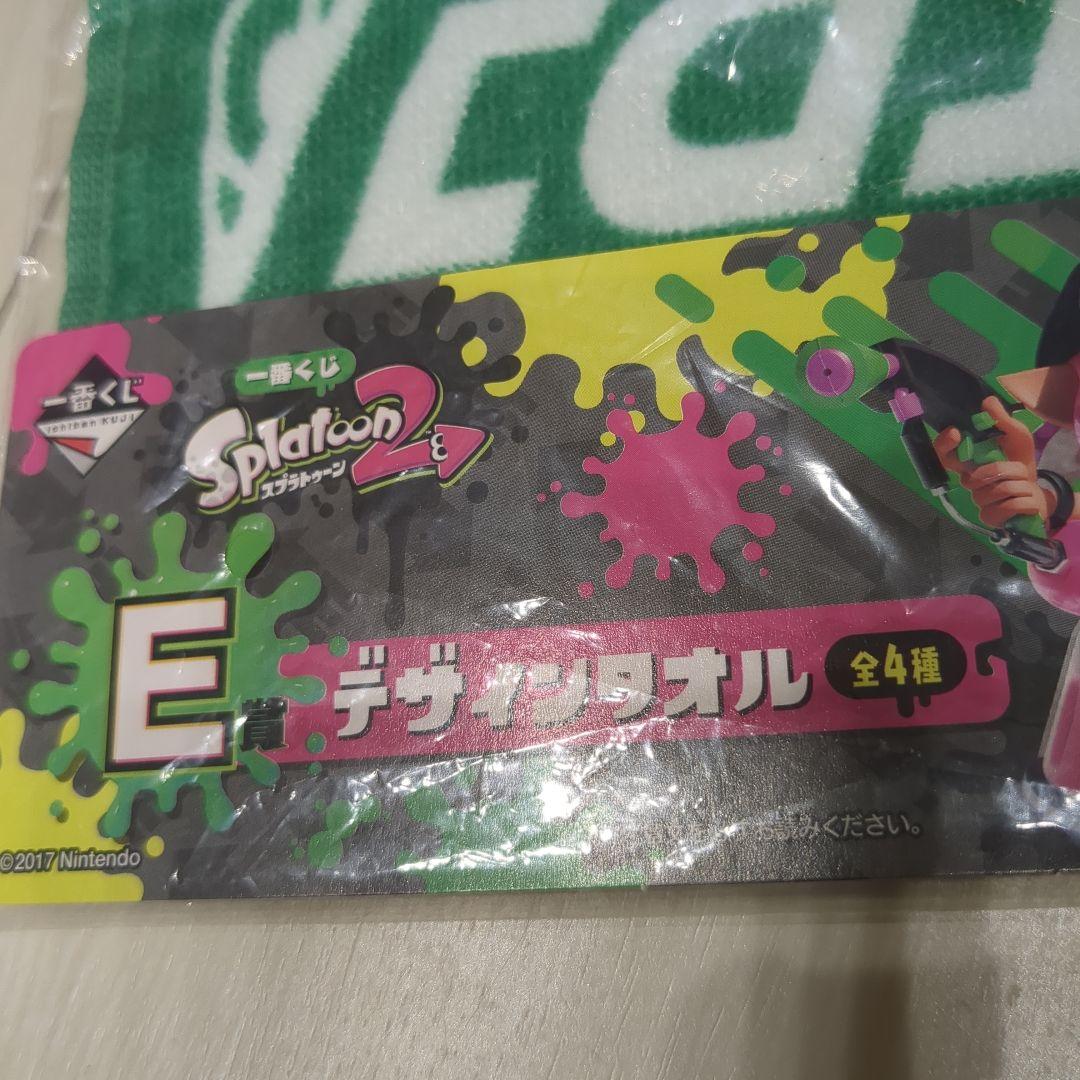 一番くじ
ichiban KUJI
一番くじ
Splatoon 2
スプラトゥーン
E賞
デザインタオル 全4種
お読みください。
©2017 Nintendo